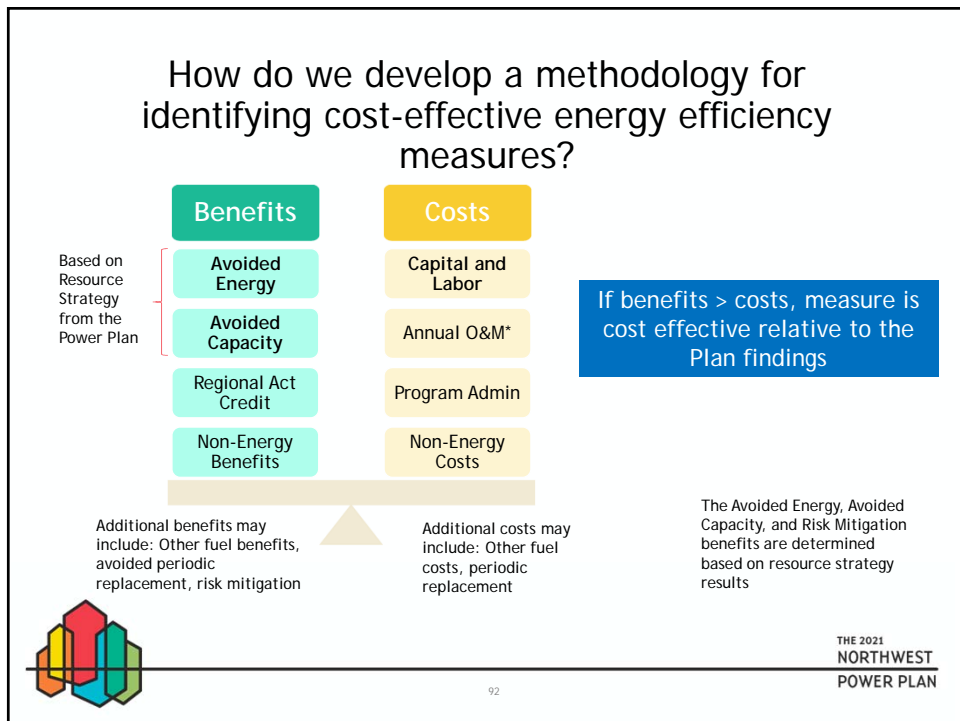 How do we develop a methodology for
identifying cost-effective energy efficiency
measures?
Benefits
Costs
Based on
Resource
Strategy
from the
Power Plan
Avoided
Energy
Capital and
Labor
Avoided
Capacity
Annual O&M*
Regional Act
Credit
Program Admin
Non-Energy
Benefits
Non-Energy
Costs
If benefits > costs, measure is
cost effective relative to the
Plan findings
Additional benefits may
include: Other fuel benefits,
avoided periodic
replacement, risk mitigation
Additional costs may
include: Other fuel
costs, periodic
replacement
The Avoided Energy, Avoided
Capacity, and Risk Mitigation
benefits are determined
based on resource strategy
results
THE 2021
NORTHWEST
POWER PLAN
92